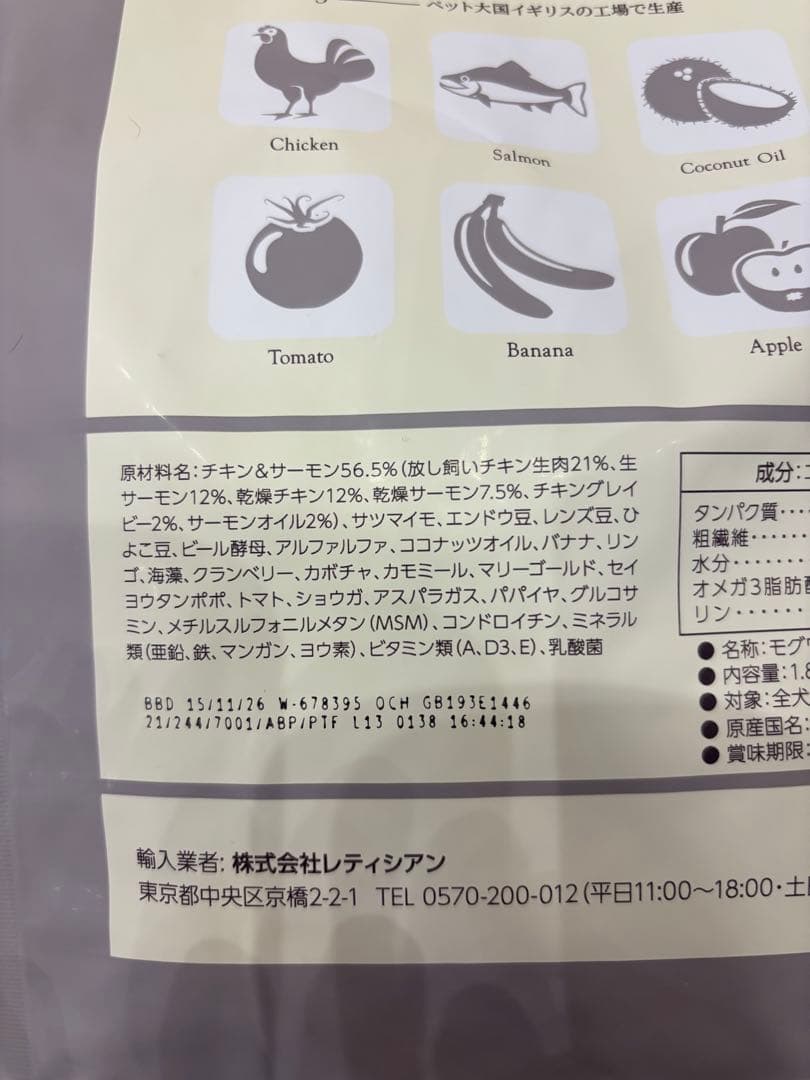 ペット大国イギリスの工場で生産
Chicken
Salmon
Coconut Oil
Tomato
Banana
Apple
原材料名:チキン&サーモン56.5%(放し飼いチキン生肉21%、生
サーモン12%、乾燥チキン12%、乾燥サーモン7.5%、チキングレイ
ビー2%、サーモンオイル2%)、サツマイモ、エンドウ豆、レンズ豆、ひ
よこ豆、ビール酵母、アルファルファ、ココナッツオイル、バナナ、リン
ゴ、海藻、クランベリー、カボチャ、カモミール、マリーゴールド、セイ
ヨウタンポポ、トマト、ショウガ、アスパラガス、パパイヤ、グルコサ
ミン、メチルスルフォニルメタン(MSM)、コンドロイチン、ミネラル
類(亜鉛、鉄、マンガン、ヨウ素)、ビタミン類(A、D3、E)、乳酸菌
BBD 15/11/26 W-678395 OCH GB193E1446
21/244/7001/ABP/PTF L13 0138 16:44:18
成分:
タンパク質････
粗繊維･･････
水分･･･････
オメガ3脂肪
リン･････
●名称:モグ
●内容量:1.8
●対象:全犬
●原産国名:
●賞味期限:
輸入業者:株式会社レティシアン
東京都中央区京橋2-2-1 TEL 0570-200-012(平日11:00〜18:00･土